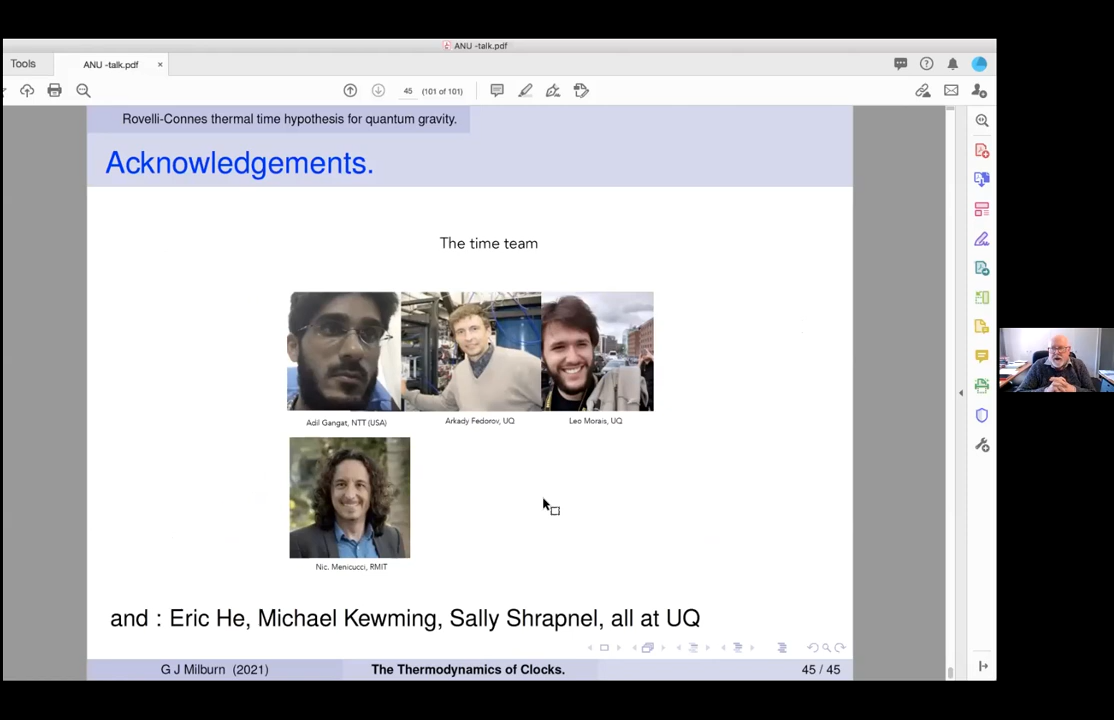 ANU -talk.pdf
Tools
ANU -talk.pdf ×
45 (101 of 101)
Rovelli-Connes thermal time hypothesis for quantum gravity.
Acknowledgements.
The time team
Adil Gangat, NTT (USA)
Arkady Fedorov, UQ
Leo Morais, UQ
Nic. Menicucci, RMIT
and : Eric He, Michael Kewming, Sally Shrapnel, all at UQ
G J Milburn (2021) The Thermodynamics of Clocks. 45 / 45